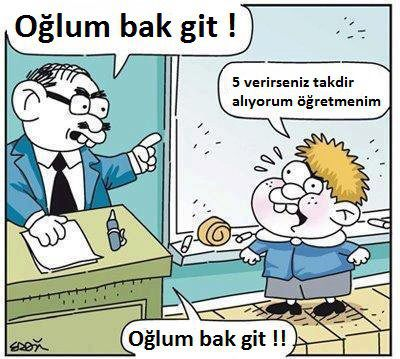 Oğlum bak git !
5 verirseniz takdir
alıyorum öğretmenim
Oğlum bak git !!